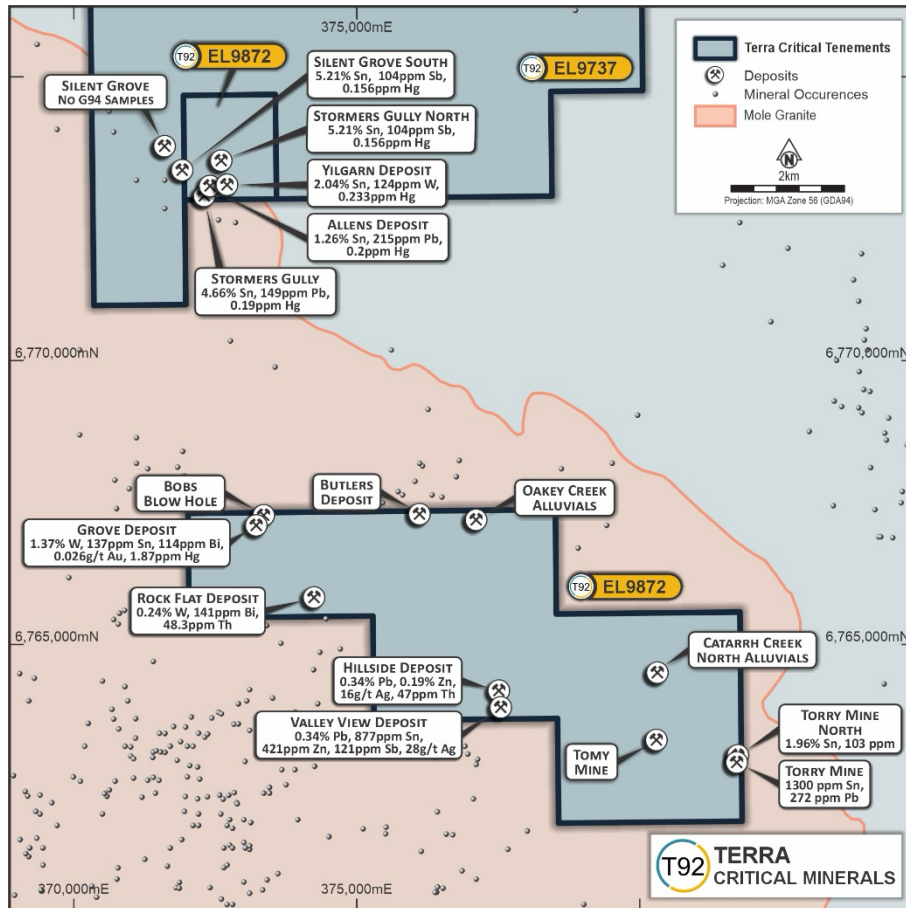 375,000mE
T92 EL9872
T92 EL9737
SILENT GROVE SOUTH
5.21% Sn, 104ppm Sb,
0.156ppm Hg
SILENT GROVE
NO G94 SAMPLES
STORMERS GULLY NORTH
5.21% Sn, 104ppm Sb,
0.156ppm Hg
YILGARN DEPOSIT
2.04% Sn, 124ppm W,
0.233ppm Hg
ALLENS DEPOSIT
1.26% Sn, 215ppm Pb,
0.2ppm Hg
STORMERS GULLY
4.66% Sn, 149ppm Pb,
0.19ppm Hg
Terra Critical Tenements
Deposits
Mineral Occurences
Mole Granite
N
2km
Projection: MGA Zone 56 (GDA94)
6,770,000mN
6,770,000mN
BOBS
BLOW HOLE
BUTLERS
DEPOSIT
OAKEY CREEK
ALLUVIALS
GROVE DEPOSIT
1.37% W, 137ppm Sn, 114ppm Bi,
0.026g/t Au, 1.87ppm Hg
ROCK FLAT DEPOSIT
0.24% W, 141ppm Bi,
48.3ppm Th
T92 EL9872
6,765,000mN
6,765,000mN
CATARRH CREEK
NORTH ALLUVIALS
HILLSIDE DEPOSIT
0.34% Pb, 0.19% Zn,
16g/t Ag, 47ppm Th
VALLEY VIEW DEPOSIT
0.34% Pb, 877ppm Sn,
421ppm Zn, 121ppm Sb, 28g/t Ag
TOMY
MINE
TORRY MINE
NORTH
1.96% Sn, 103 ppm
TORRY MINE
1300 ppm Sn,
272 ppm Pb
370,000mE
375,000mE
T92 TERRA
CRITICAL MINERALS